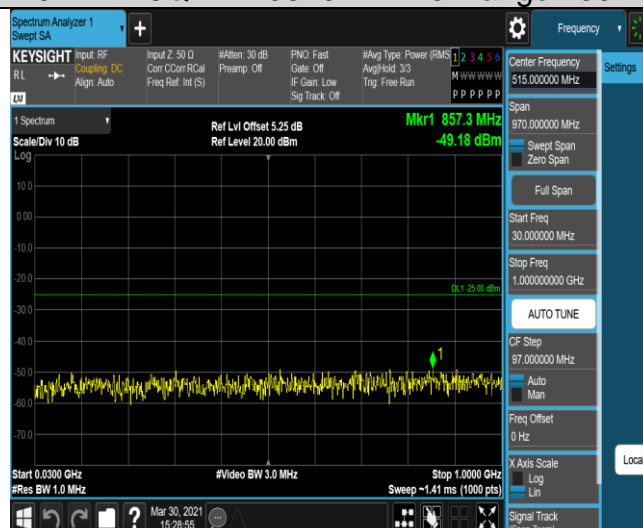 Spectrum Analyzer 1
Swept SA
+
Frequency
KEYSIGHT
RL
Input: RF
Coupling: DC
Align: Auto
Input Z: 50 Ω
Corr CCorr RCal
Freq Ref: Int (S)
#Atten: 30 dB
Preamp: Off
PNO: Fast
Gate: Off
IF Gain: Low
Sig Track: Off
#Avg Type: Power (RMS
Avg|Hold: 3/3
Trig: Free Run
1 2 3 4 5 6
M W W W W W
P P P P P P
LXI
1 Spectrum
Scale/Div 10 dB
Log
Ref Lvl Offset 5.25 dB
Ref Level 20.00 dBm
Mkr1 857.3 MHz
-49.18 dBm
10.0
0.00
-10.0
-20.0
-30.0
-40.0
-50.0
-60.0
-70.0
DL1 -25.00 dBm
1
Start 0.0300 GHz
#Res BW 1.0 MHz
#Video BW 3.0 MHz
Stop 1.0000 GHz
Sweep ~1.41 ms (1000 pts)
Mar 30, 2021
15:28:55
?
Center Frequency
515.000000 MHz
Span
970.000000 MHz
Swept Span
Zero Span
Full Span
Start Freq
30.000000 MHz
Stop Freq
1.000000000 GHz
AUTO TUNE
CF Step
97.000000 MHz
Auto
Man
Freq Offset
0 Hz
X Axis Scale
Log
Lin
Signal Track
Settings
Local